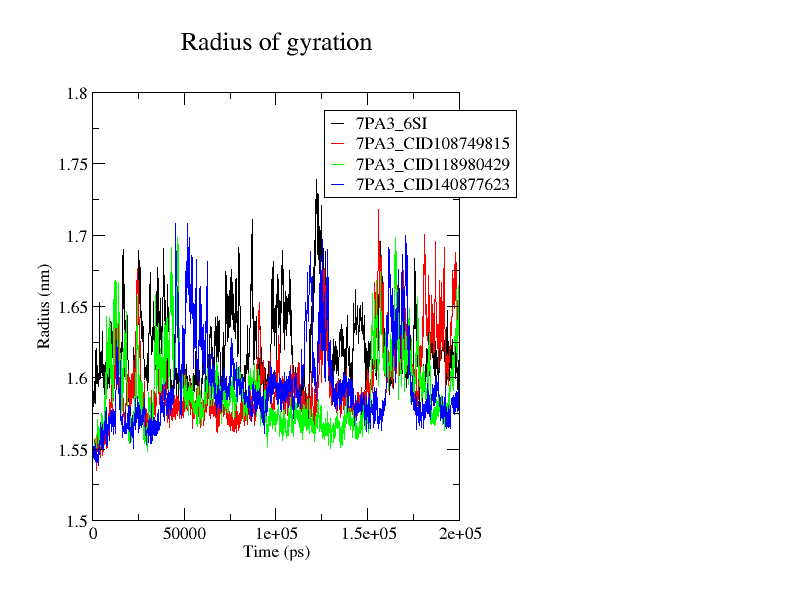 Radius of gyration
1.8
7PA3_6SI
7PA3_CID108749815
7PA3_CID118980429
7PA3_CID140877623
1.75
1.7
1.65
1.6
1.55
1.5
Radius (nm)
0 50000 1e+05 1.5e+05 2e+05
Time (ps)